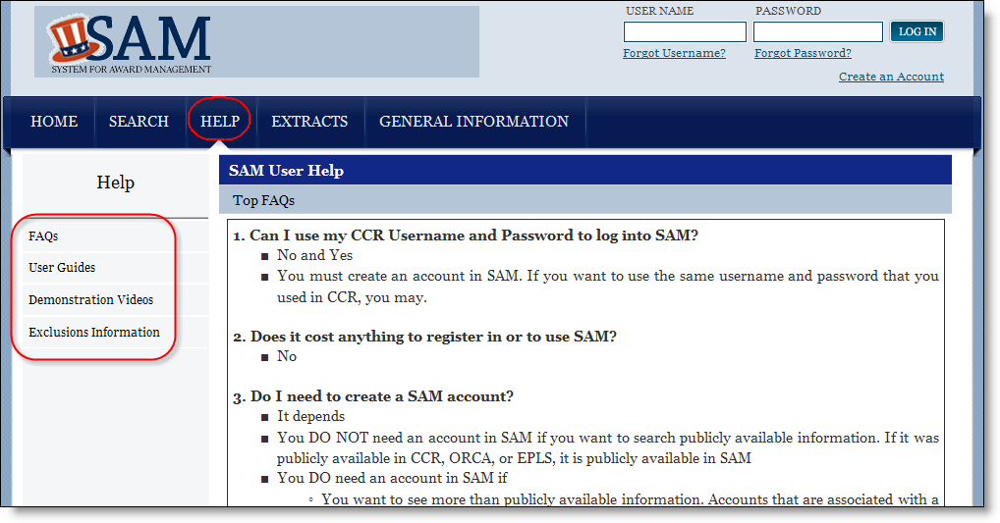 SAM
SYSTEM FOR AWARD MANAGEMENT
USER NAME
PASSWORD
LOG IN
Forgot Username?
Forgot Password?
Create an Account
HOME
SEARCH
HELP
EXTRACTS
GENERAL INFORMATION
Help
FAQs
User Guides
Demonstration Videos
Exclusions Information
SAM User Help
Top FAQs
1. Can I use my CCR Username and Password to log into SAM?
■ No and Yes
■ You must create an account in SAM. If you want to use the same username and password that you
used in CCR, you may.
2. Does it cost anything to register in or to use SAM?
■ No
3. Do I need to create a SAM account?
■ It depends
■ You DO NOT need an account in SAM if you want to search publicly available information. If it was
publicly available in CCR, ORCA, or EPLS, it is publicly available in SAM
■ You DO need an account in SAM if
◦ You want to see more than publicly available information. Accounts that are associated with a